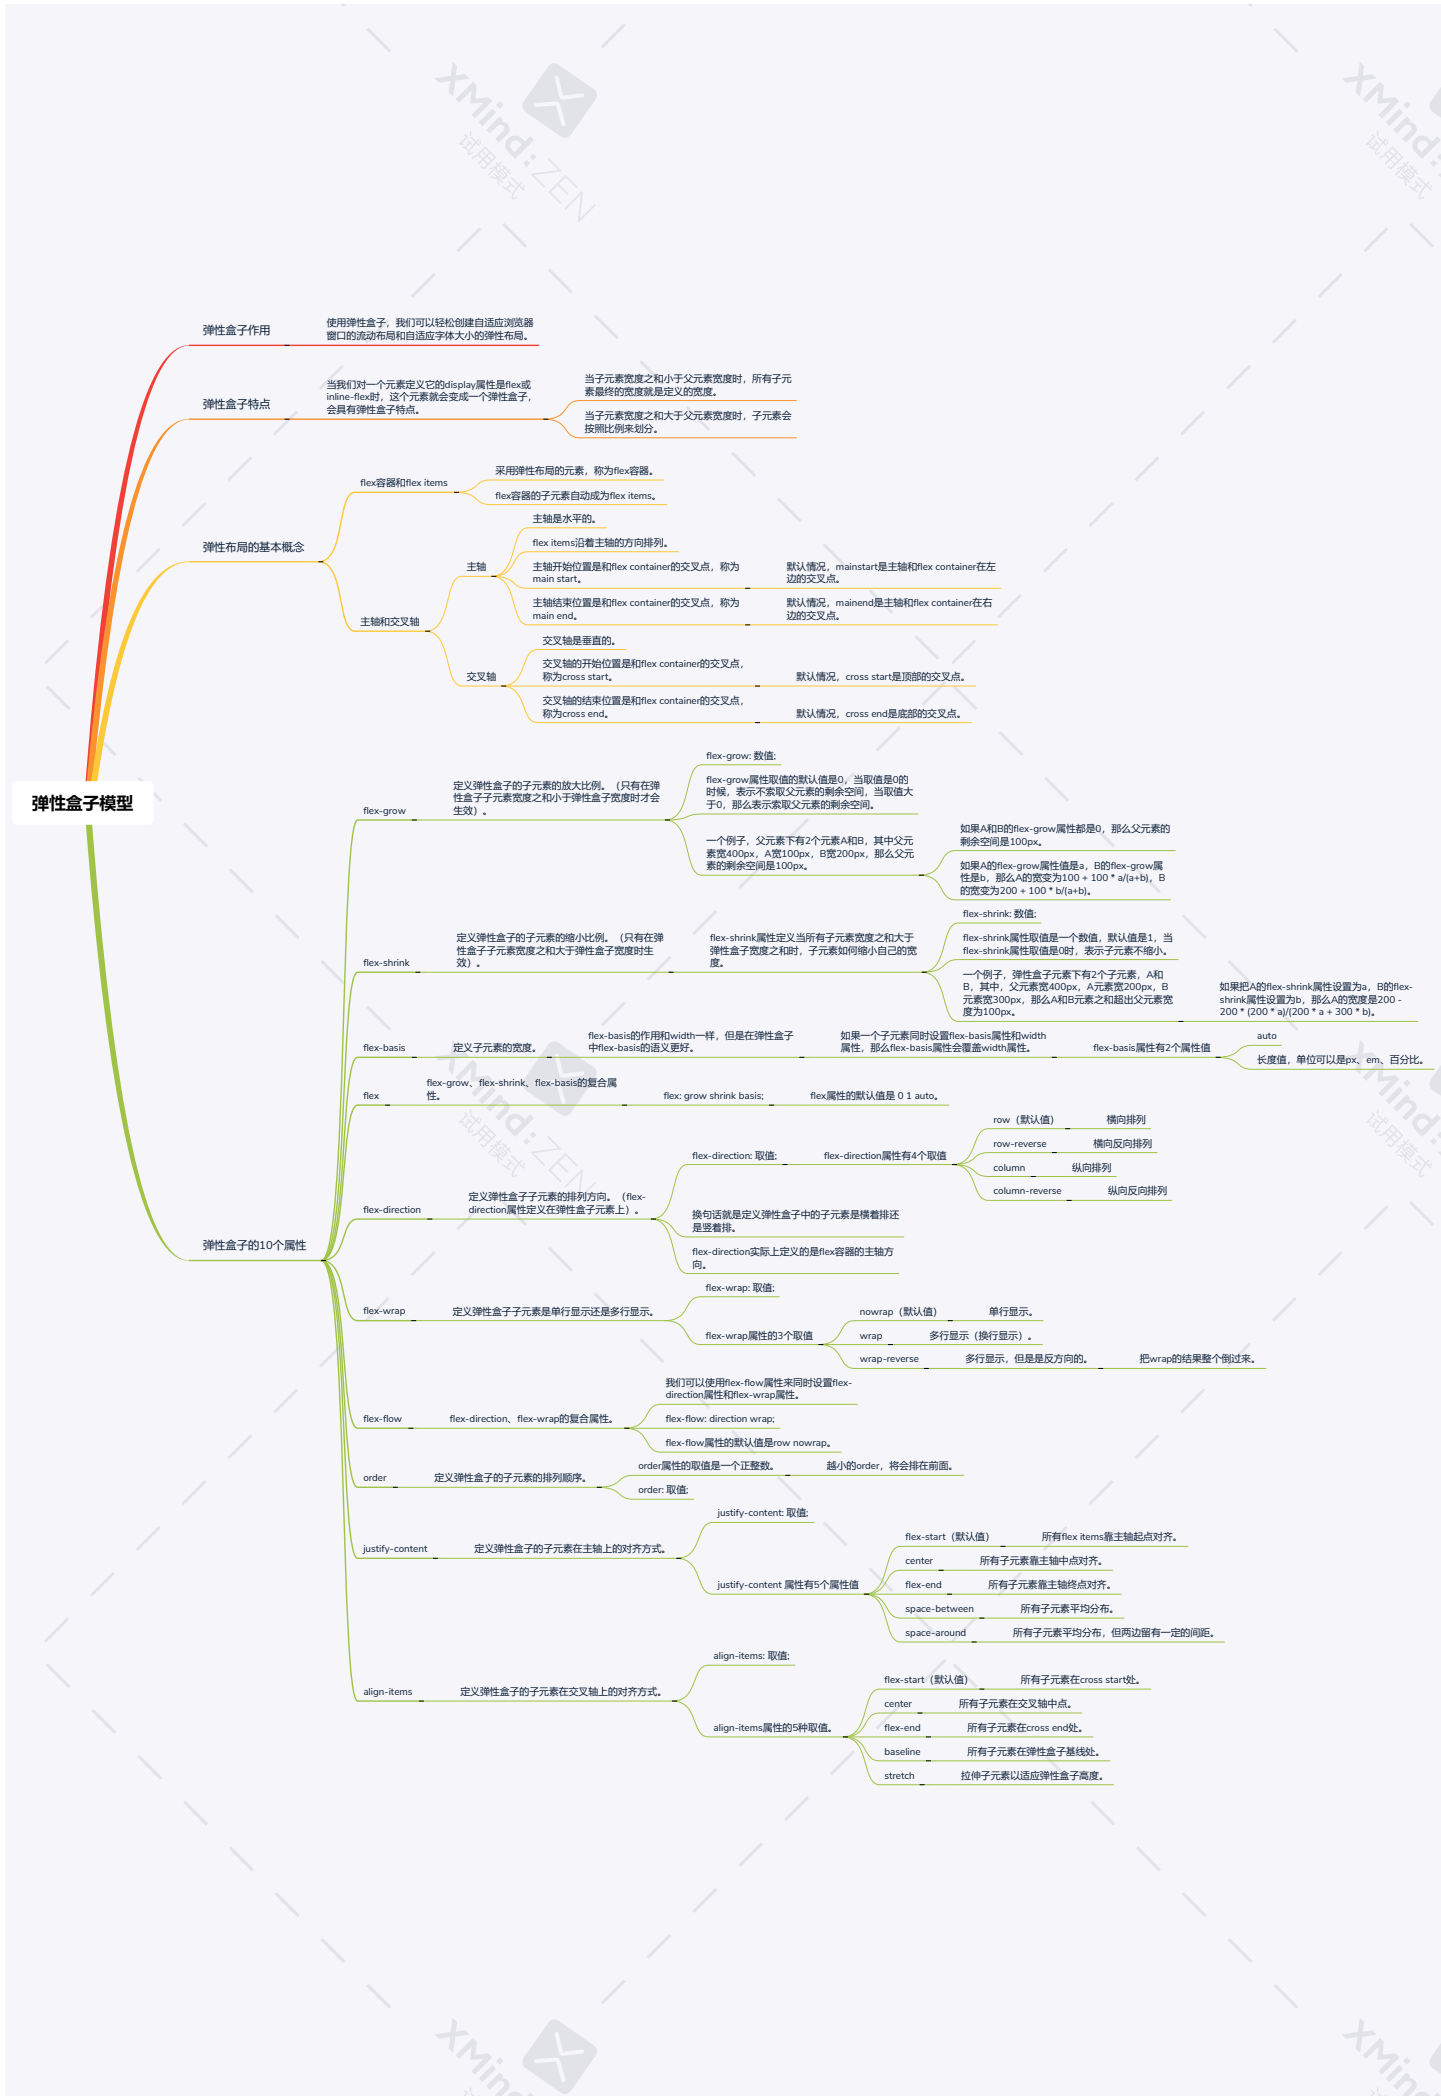 XMind:ZEN
试用模式
XMind:
试用模式
弹性盒子模型
弹性盒子作用
使用弹性盒子，我们可以轻松创建自适应浏览器
窗口的流动布局和自适应字体大小的弹性布局。
弹性盒子特点
当我们对一个元素定义它的display属性是flex或
inline-flex时，这个元素就会变成一个弹性盒子，
会具有弹性盒子特点。
当子元素宽度之和小于父元素宽度时，所有子元
素最终的宽度就是定义的宽度。
当子元素宽度之和大于父元素宽度时，子元素会
按照比例来划分。
弹性布局的基本概念
flex容器和flex items
采用弹性布局的元素，称为flex容器。
flex容器的子元素自动成为flex items。
主轴和交叉轴
主轴
主轴是水平的。
flex items沿着主轴的方向排列。
主轴开始位置是和flex container的交叉点，称为
main start。
默认情况，mainstart是主轴和flex container在左
边的交叉点。
主轴结束位置是和flex container的交叉点，称为
main end。
默认情况，mainend是主轴和flex container在右
边的交叉点。
交叉轴
交叉轴是垂直的。
交叉轴的开始位置是和flex container的交叉点，
称为cross start。
默认情况，cross start是顶部的交叉点。
交叉轴的结束位置是和flex container的交叉点，
称为cross end。
默认情况，cross end是底部的交叉点。
弹性盒子的10个属性
flex-grow
定义弹性盒子的子元素的放大比例。（只有在弹
性盒子子元素宽度之和小于弹性盒子宽度时才会
生效）。
flex-grow: 数值;
flex-grow属性取值的默认值是0，当取值是0的
时候，表示不索取父元素的剩余空间，当取值大
于0，那么表示索取父元素的剩余空间。
一个例子，父元素下有2个元素A和B，其中父元
素宽400px，A宽100px，B宽200px，那么父元
素的剩余空间是100px。
如果A和B的flex-grow属性都是0，那么父元素的
剩余空间是100px。
如果A的flex-grow属性值是a，B的flex-grow属
性是b，那么A的宽变为100 + 100 * a/(a+b)，B
的宽变为200 + 100 * b/(a+b)。
flex-shrink
定义弹性盒子的子元素的缩小比例。（只有在弹
性盒子子元素宽度之和大于弹性盒子宽度时生
效）。
flex-shrink属性定义当所有子元素宽度之和大于
弹性盒子宽度之和时，子元素如何缩小自己的宽
度。
flex-shrink: 数值;
flex-shrink属性取值是一个数值，默认值是1，当
flex-shrink属性取值是0时，表示子元素不缩小。
一个例子，弹性盒子元素下有2个子元素，A和
B，其中，父元素宽400px，A元素宽200px，B
元素宽300px，那么A和B元素之和超出父元素宽
度为100px。
如果把A的flex-shrink属性设置为a，B的flex-
shrink属性设置为b，那么A的宽度是200 -
200 * (200 * a)/(200 * a + 300 * b)。
flex-basis
定义子元素的宽度。
flex-basis的作用和width一样，但是在弹性盒子
中flex-basis的语义更好。
如果一个子元素同时设置flex-basis属性和width
属性，那么flex-basis属性会覆盖width属性。
flex-basis属性有2个属性值
auto
长度值，单位可以是px、em、百分比。
flex
flex-grow、flex-shrink、flex-basis的复合属
性。
flex: grow shrink basis;
flex属性的默认值是 0 1 auto。
flex-direction
定义弹性盒子子元素的排列方向。（flex-
direction属性定义在弹性盒子元素上）。
flex-direction: 取值;
flex-direction属性有4个取值
row（默认值）
横向排列
row-reverse
横向反向排列
column
纵向排列
column-reverse
纵向反向排列
换句话就是定义弹性盒子中的子元素是横着排还
是竖着排。
flex-direction实际上定义的是flex容器的主轴方
向。
flex-wrap
定义弹性盒子子元素是单行显示还是多行显示。
flex-wrap: 取值;
flex-wrap属性的3个取值
nowrap（默认值）
单行显示。
wrap
多行显示（换行显示）。
wrap-reverse
多行显示，但是是反方向的。
把wrap的结果整个倒过来。
flex-flow
flex-direction、flex-wrap的复合属性。
我们可以使用flex-flow属性来同时设置flex-
direction属性和flex-wrap属性。
flex-flow: direction wrap;
flex-flow属性的默认值是row nowrap。
order
定义弹性盒子的子元素的排列顺序。
order属性的取值是一个正整数。
越小的order，将会排在前面。
order: 取值;
justify-content
定义弹性盒子的子元素在主轴上的对齐方式。
justify-content: 取值;
justify-content 属性有5个属性值
flex-start（默认值）
所有flex items靠主轴起点对齐。
center
所有子元素靠主轴中点对齐。
flex-end
所有子元素靠主轴终点对齐。
space-between
所有子元素平均分布。
space-around
所有子元素平均分布，但两边留有一定的间距。
align-items
定义弹性盒子的子元素在交叉轴上的对齐方式。
align-items: 取值;
align-items属性的5种取值。
flex-start（默认值）
所有子元素在cross start处。
center
所有子元素在交叉轴中点。
flex-end
所有子元素在cross end处。
baseline
所有子元素在弹性盒子基线处。
stretch
拉伸子元素以适应弹性盒子高度。
XMind:ZEN
试用模式
XMind:
试用模式
XMind
XMind: